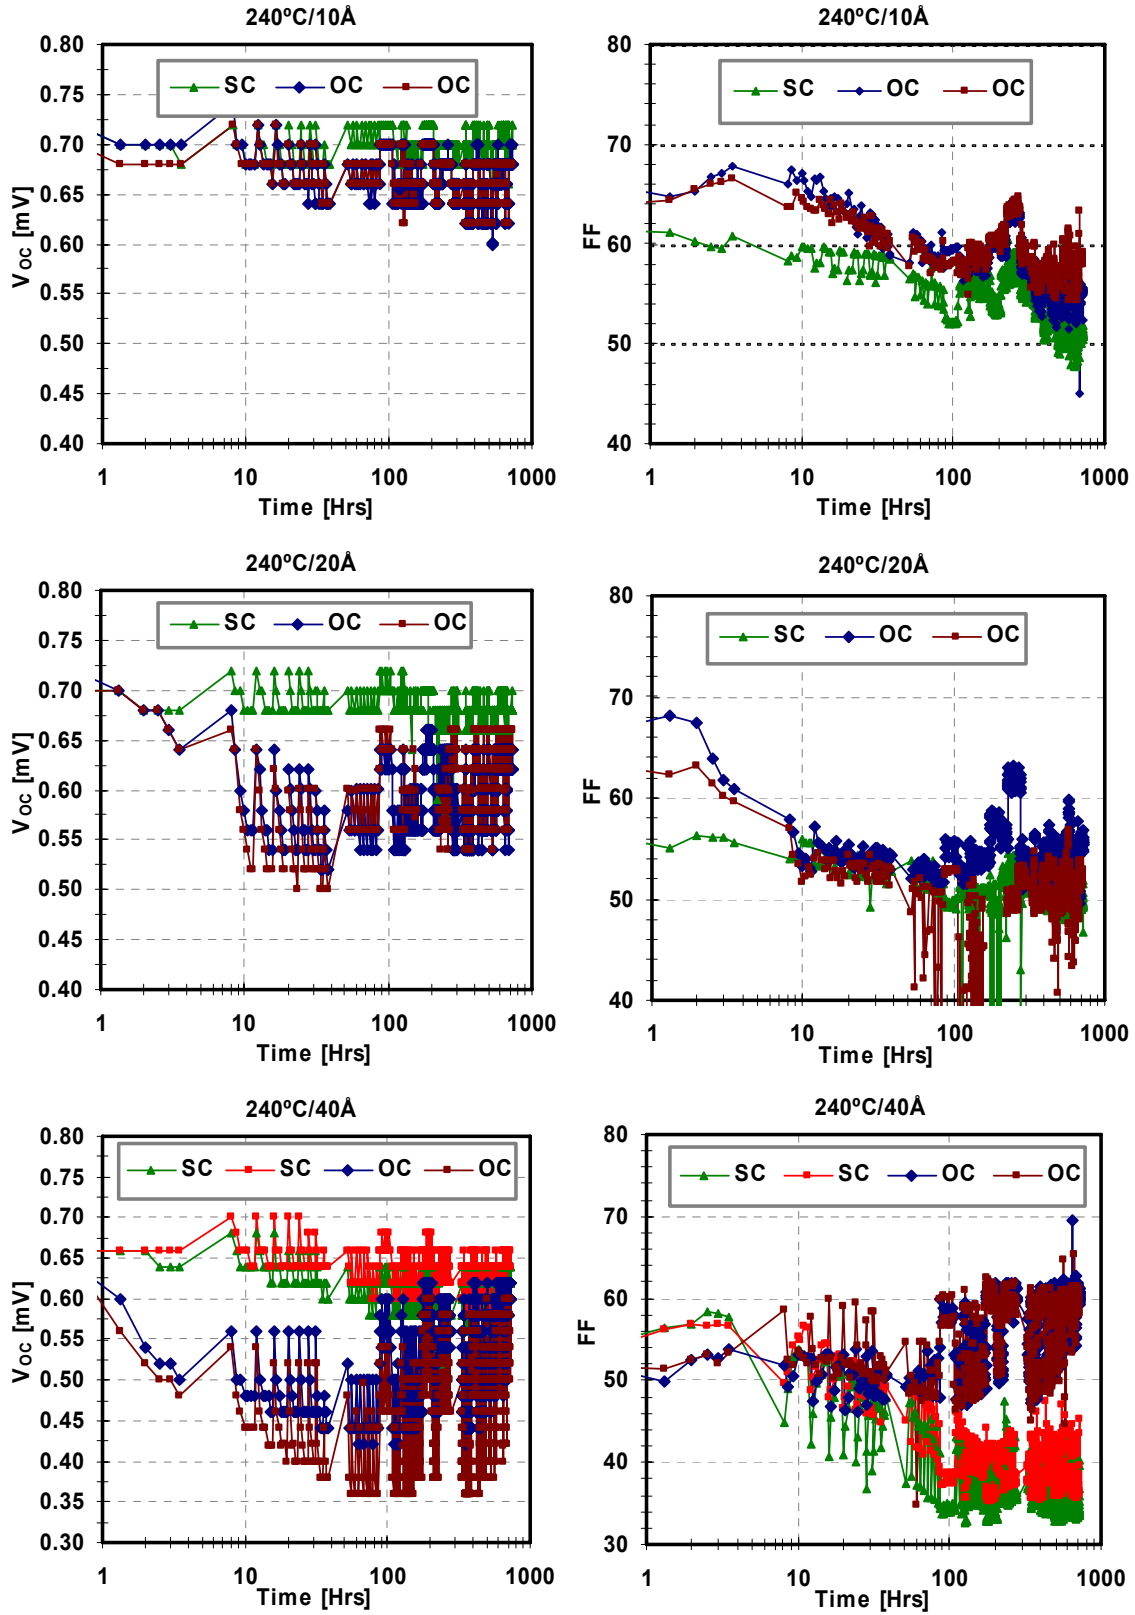 240ºC/10Å
0.80
0.75
0.70
0.65
0.60
0.55
0.50
0.45
0.40
V OC [mV]
SC OC OC
1 10 100 1000
Time [Hrs]
240ºC/10Å
80
70
60
50
40
FF
SC OC OC
1 10 100 1000
Time [Hrs]
240ºC/20Å
0.80
0.75
0.70
0.65
0.60
0.55
0.50
0.45
0.40
V OC [mV]
SC OC OC
1 10 100 1000
Time [Hrs]
240ºC/20Å
80
70
60
50
40
FF
SC OC OC
1 10 100 1000
Time [Hrs]
240ºC/40Å
0.80
0.75
0.70
0.65
0.60
0.55
0.50
0.45
0.40
0.35
0.30
V OC [mV]
SC SC OC OC
1 10 100 1000
Time [Hrs]
240ºC/40Å
80
70
60
50
40
30
FF
SC SC OC OC
1 10 100 1000
Time [Hrs]